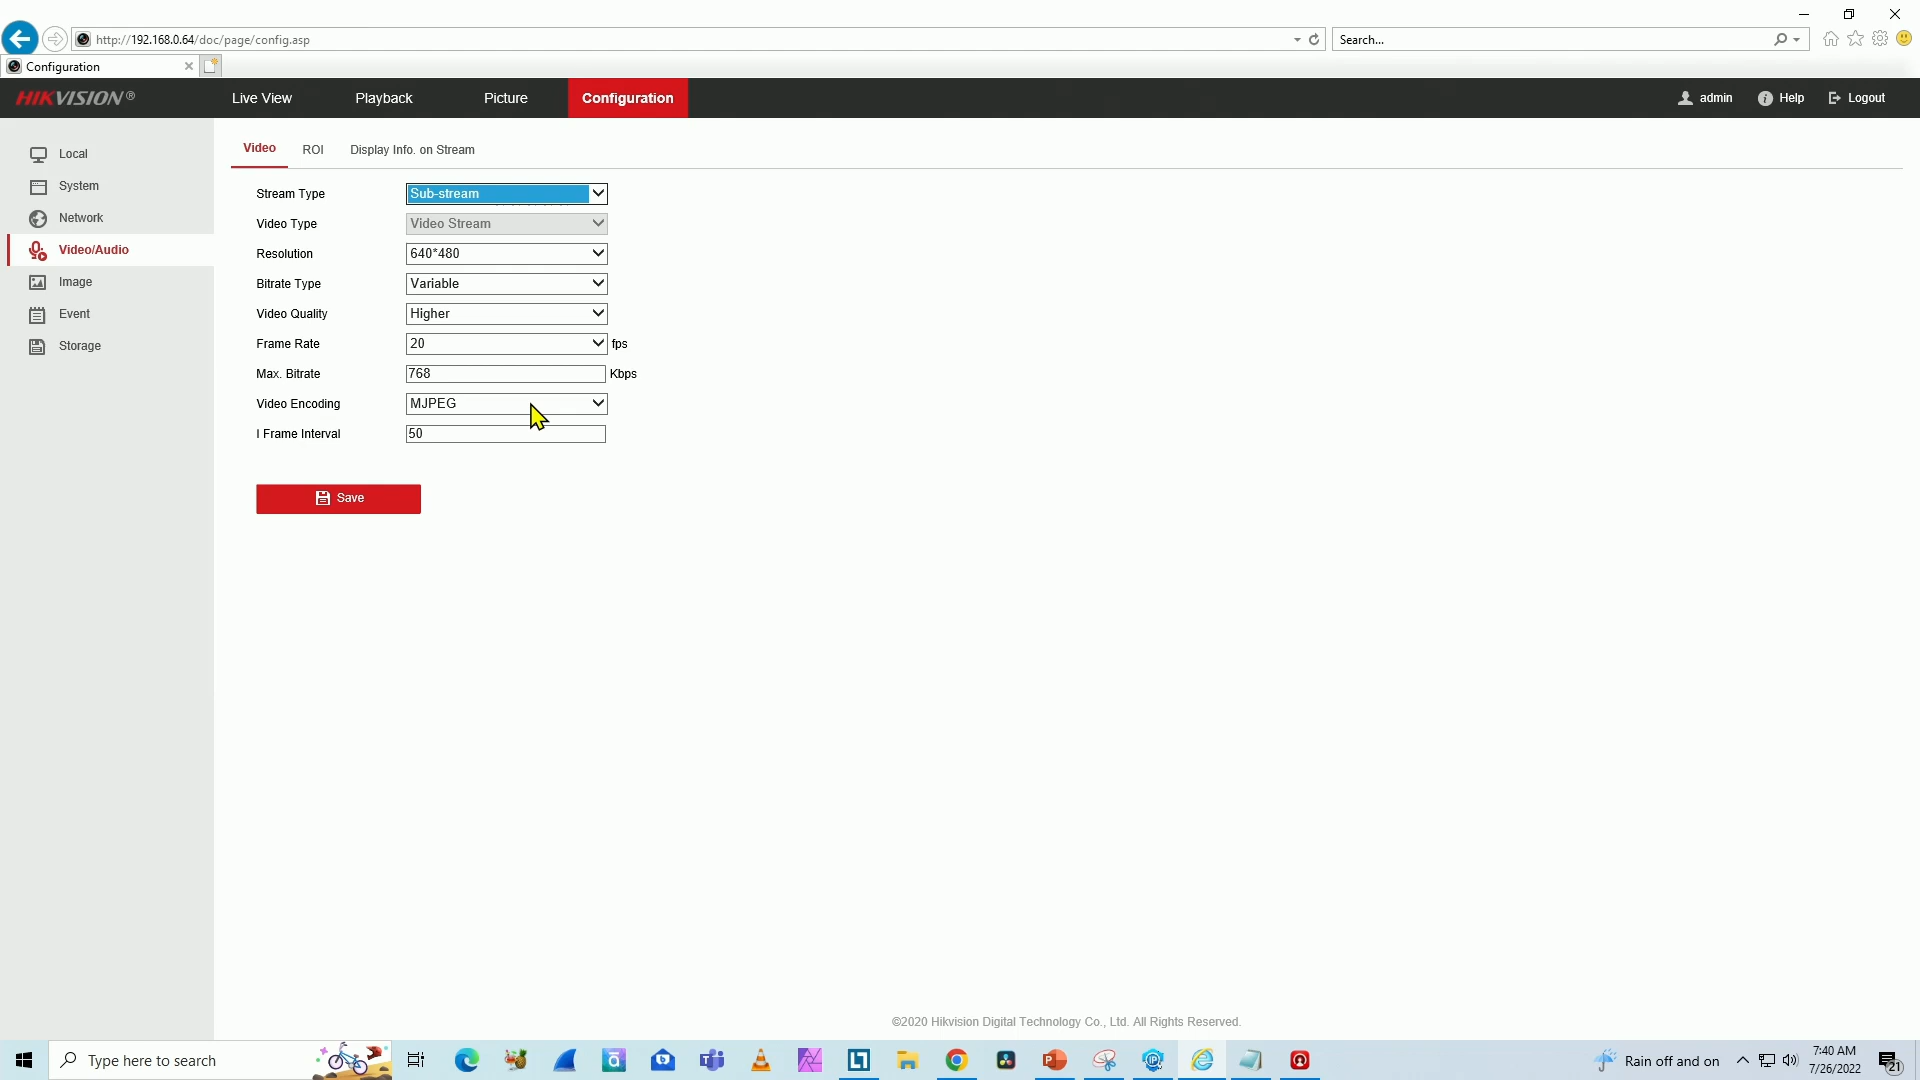 http://192.168.0.64/doc/page/config.asp
Search...
Configuration
HIKVISION®
Live View
Playback
Picture
Configuration
admin
Help
Logout
Local
System
Network
Video/Audio
Image
Event
Storage
Video
ROI
Display Info. on Stream
Stream Type
Sub-stream
Video Type
Video Stream
Resolution
640*480
Bitrate Type
Variable
Video Quality
Higher
Frame Rate
20
fps
Max. Bitrate
768
Kbps
Video Encoding
MJPEG
I Frame Interval
50
Save
©2020 Hikvision Digital Technology Co., Ltd. All Rights Reserved.
Type here to search
Rain off and on
7:40 AM
7/26/2022
21